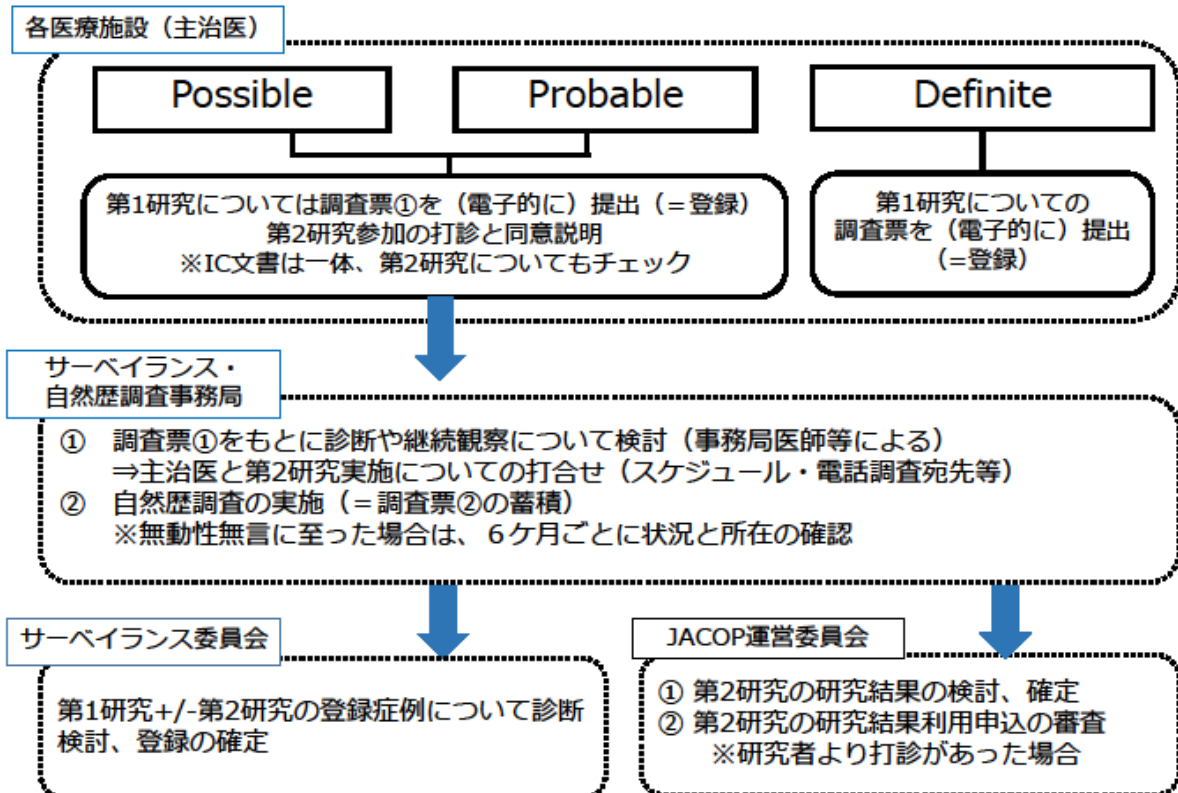 各医療施設（主治医）
Possible
Probable
Definite
第1研究については調査票①を（電子的に）提出（＝登録）
第2研究参加の打診と同意説明
※IC文書は一体、第2研究についてもチェック
第1研究についての
調査票を（電子的に）提出
（=登録）
サーベイランス・
自然歴調査事務局
① 調査票①をもとに診断や継続観察について検討（事務局医師等による）
⇒主治医と第2研究実施についての打合せ（スケジュール・電話調査宛先等）
② 自然歴調査の実施（＝調査票②の蓄積）
※無動性無言に至った場合は、６ケ月ごとに状況と所在の確認
サーベイランス委員会
第1研究+/-第2研究の登録症例について診断
検討、登録の確定
JACOP運営委員会
① 第2研究の研究結果の検討、確定
② 第2研究の研究結果利用申込の審査
※研究者より打診があった場合